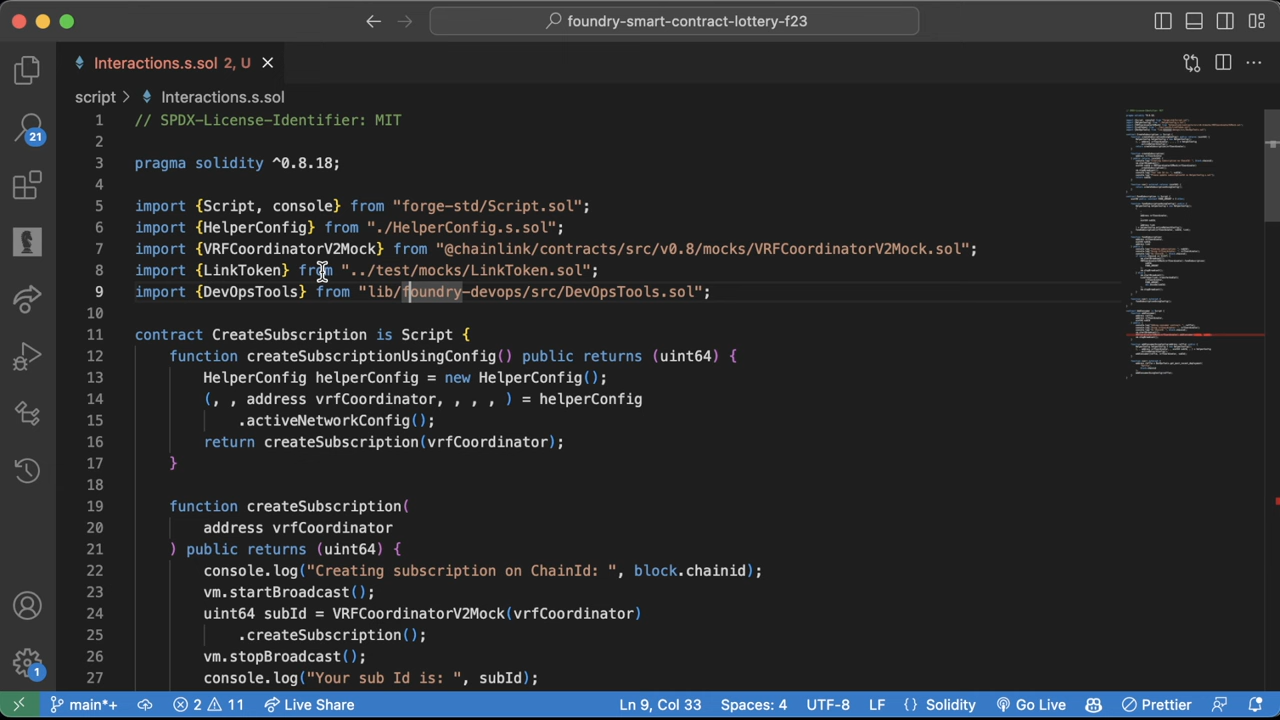 foundry-smart-contract-lottery-f23
Interactions.s.sol 2, U
script > Interactions.s.sol
21
1 // SPDX-License-Identifier: MIT
2
3 pragma solidity ^0.8.18;
4
5 import {Script, console} from "forge-std/Script.sol";
6 import {HelperConfig} from "./HelperConfig.s.sol";
7 import {VRFCoordinatorV2Mock} from "@chainlink/contracts/src/v0.8/mocks/VRFCoordinatorV2Mock.sol";
8 import {LinkToken} from "../test/mocks/LinkToken.sol";
9 import {DevOpsTools} from "lib/foundry-devops/src/DevOpsTools.sol";
10
11 contract CreateSubscription is Script {
12 function createSubscriptionUsingConfig() public returns (uint64) {
13 HelperConfig helperConfig = new HelperConfig();
14 (, , address vrfCoordinator, , , , ) = helperConfig
15 .activeNetworkConfig();
16 return createSubscription(vrfCoordinator);
17 }
18
19 function createSubscription(
20 address vrfCoordinator
21 ) public returns (uint64) {
22 console.log("Creating subscription on ChainId: ", block.chainid);
23 vm.startBroadcast();
24 uint64 subId = VRFCoordinatorV2Mock(vrfCoordinator)
25 .createSubscription();
26 vm.stopBroadcast();
27 console.log("Your sub Id is: ", subId);
1
main*+ 2 11 Live Share Ln 9, Col 33 Spaces: 4 UTF-8 LF {} Solidity Go Live Prettier